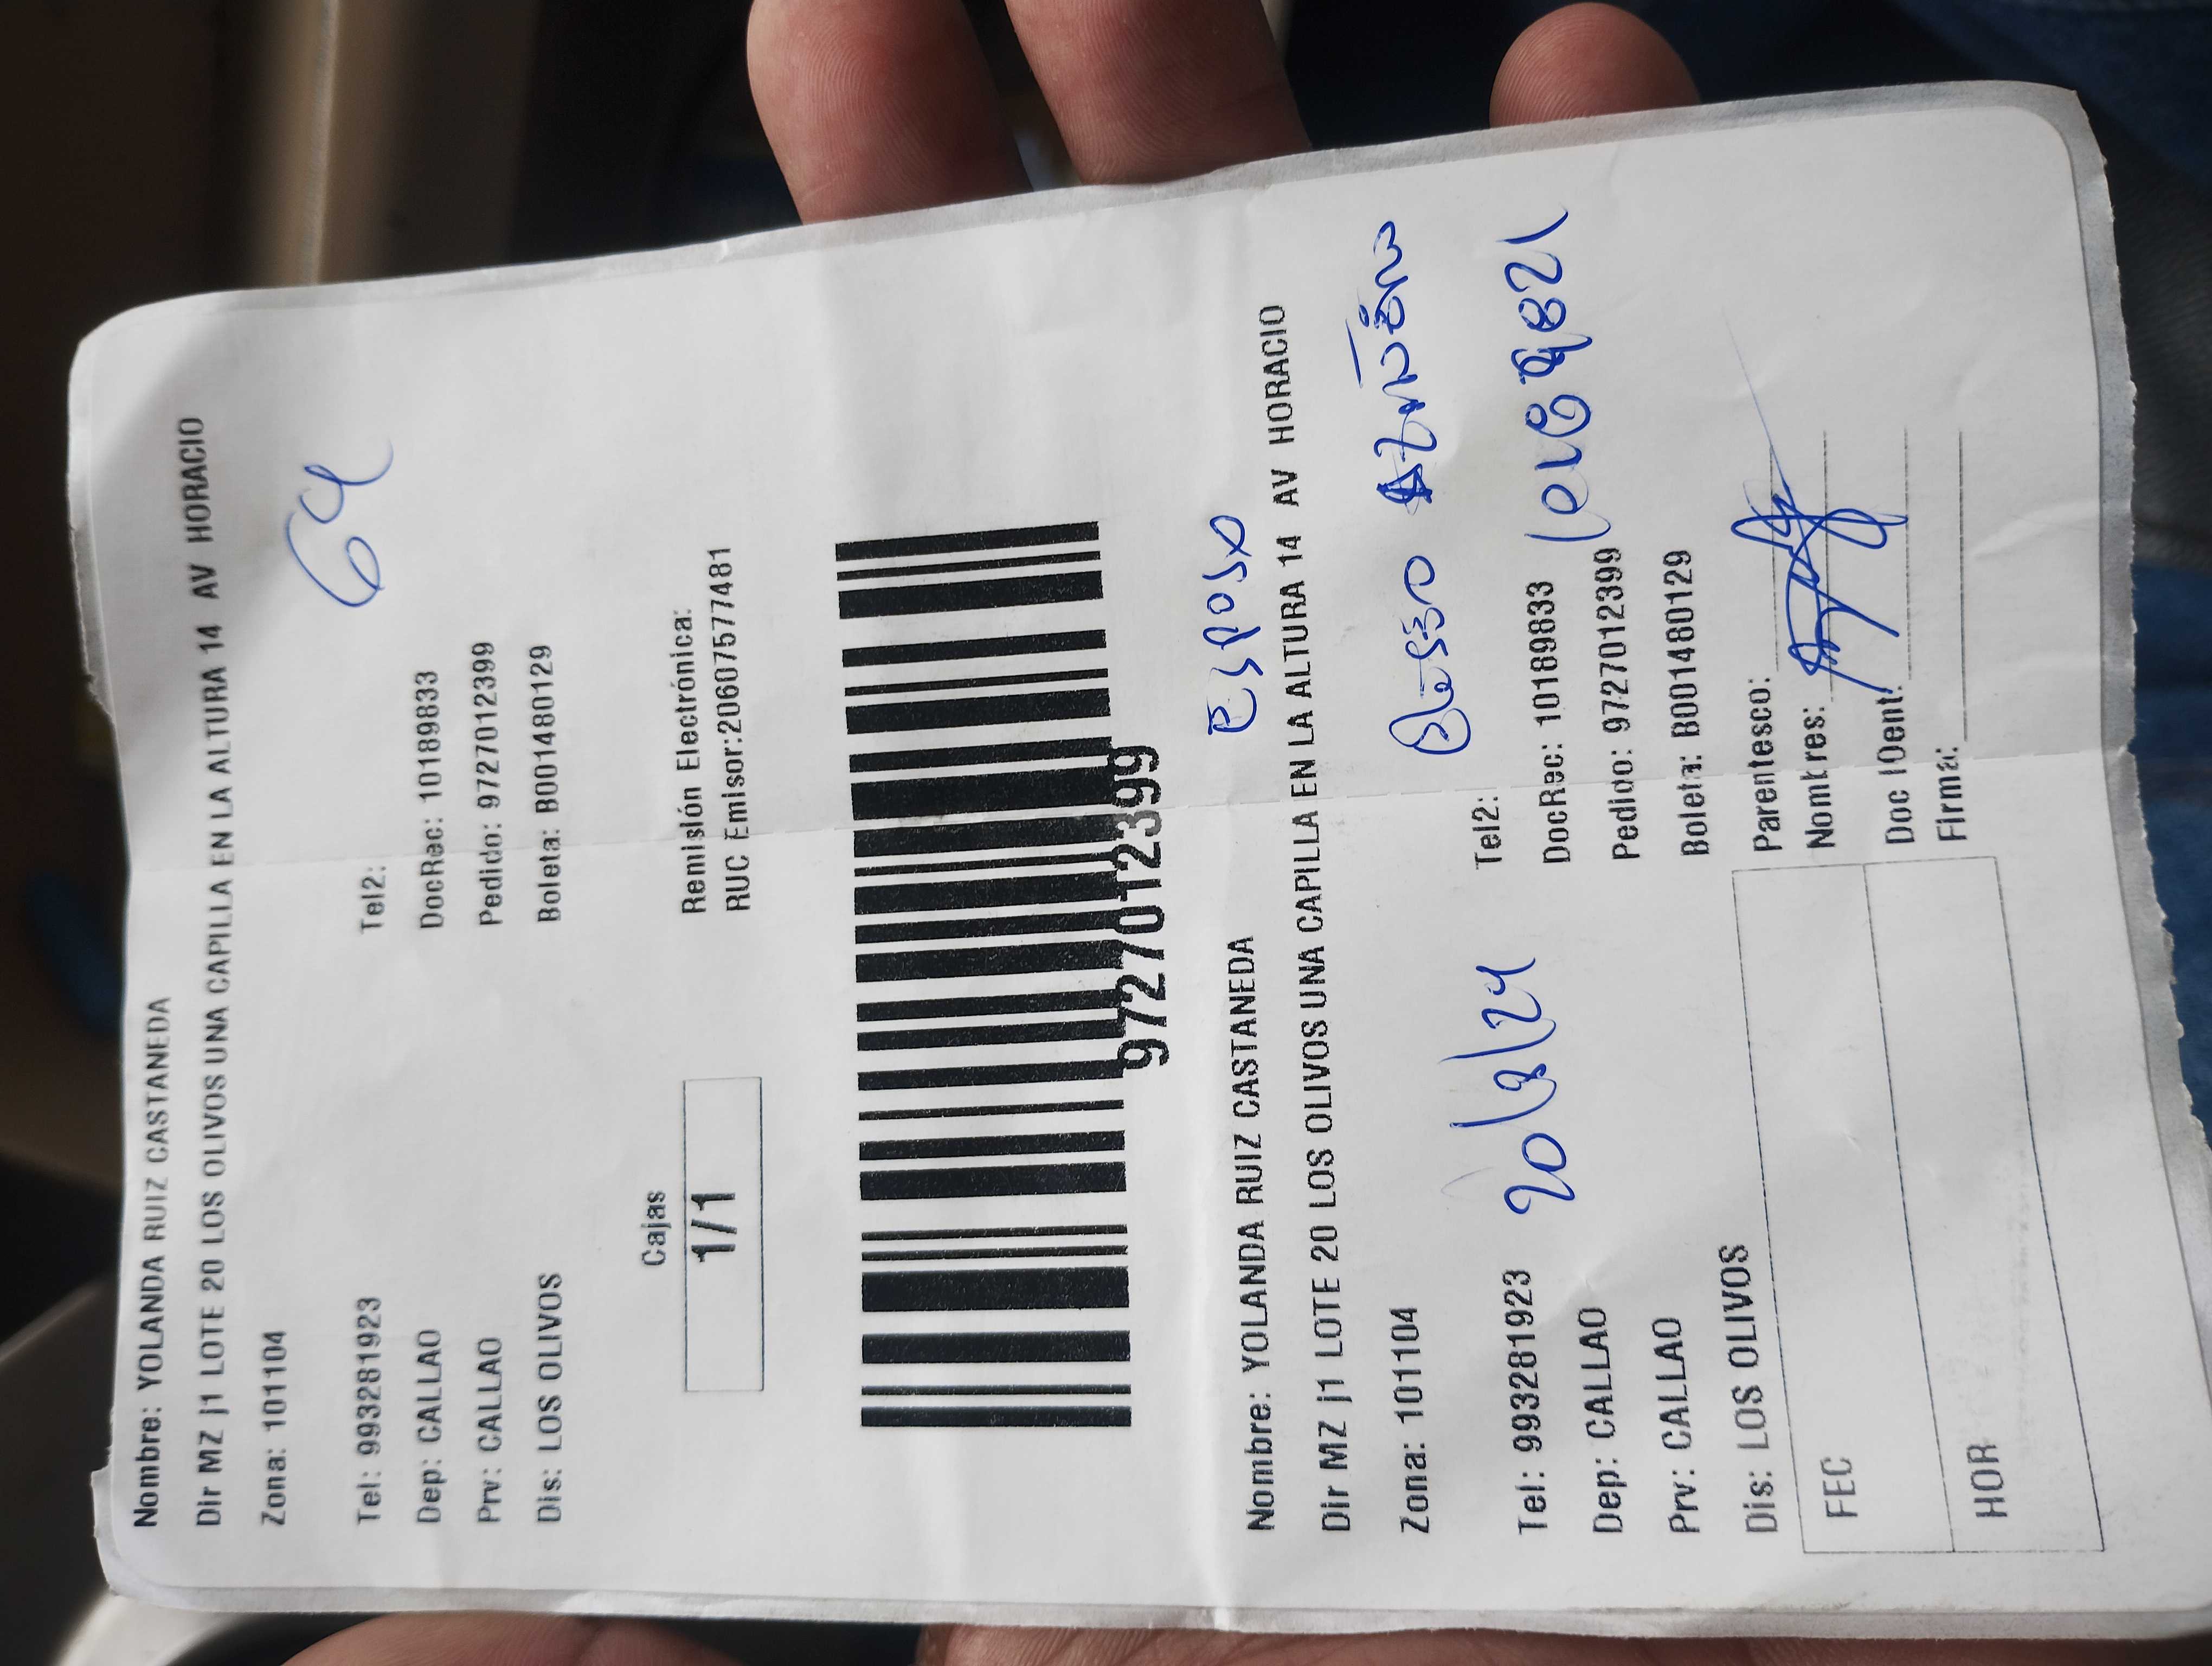 Nombre: YOLANDA RUIZ CASTANEDA
Dir MZ j1 LOTE 20 LOS OLIVOS UNA CAPILLA EN LA ALTURA 14 AV HORACIO
Zona: 101104
64
Tel: 993281923 Tel2:
Dep: CALLAO DocRec: 10189833
Prv: CALLAO Pedido: 9727012399
Dis: LOS OLIVOS Boleta: B001480129
Cajas Remisión Electrónica:
1/1 RUC Emisor:20607577481
9727012399
Esposo
Nombre: YOLANDA RUIZ CASTANEDA
Dir MZ j1 LOTE 20 LOS OLIVOS UNA CAPILLA EN LA ALTURA 14 AV HORACIO
Zona: 101104
Tel: 993281923 20/9/24 Tel2:
Dep: CALLAO DocRec: 10189833
Prv: CALLAO Pedido: 9727012399
Dis: LOS OLIVOS Boleta: B001480129
FEC Parentesco:
Nombres:
HOR Doc IDent:
Firma: